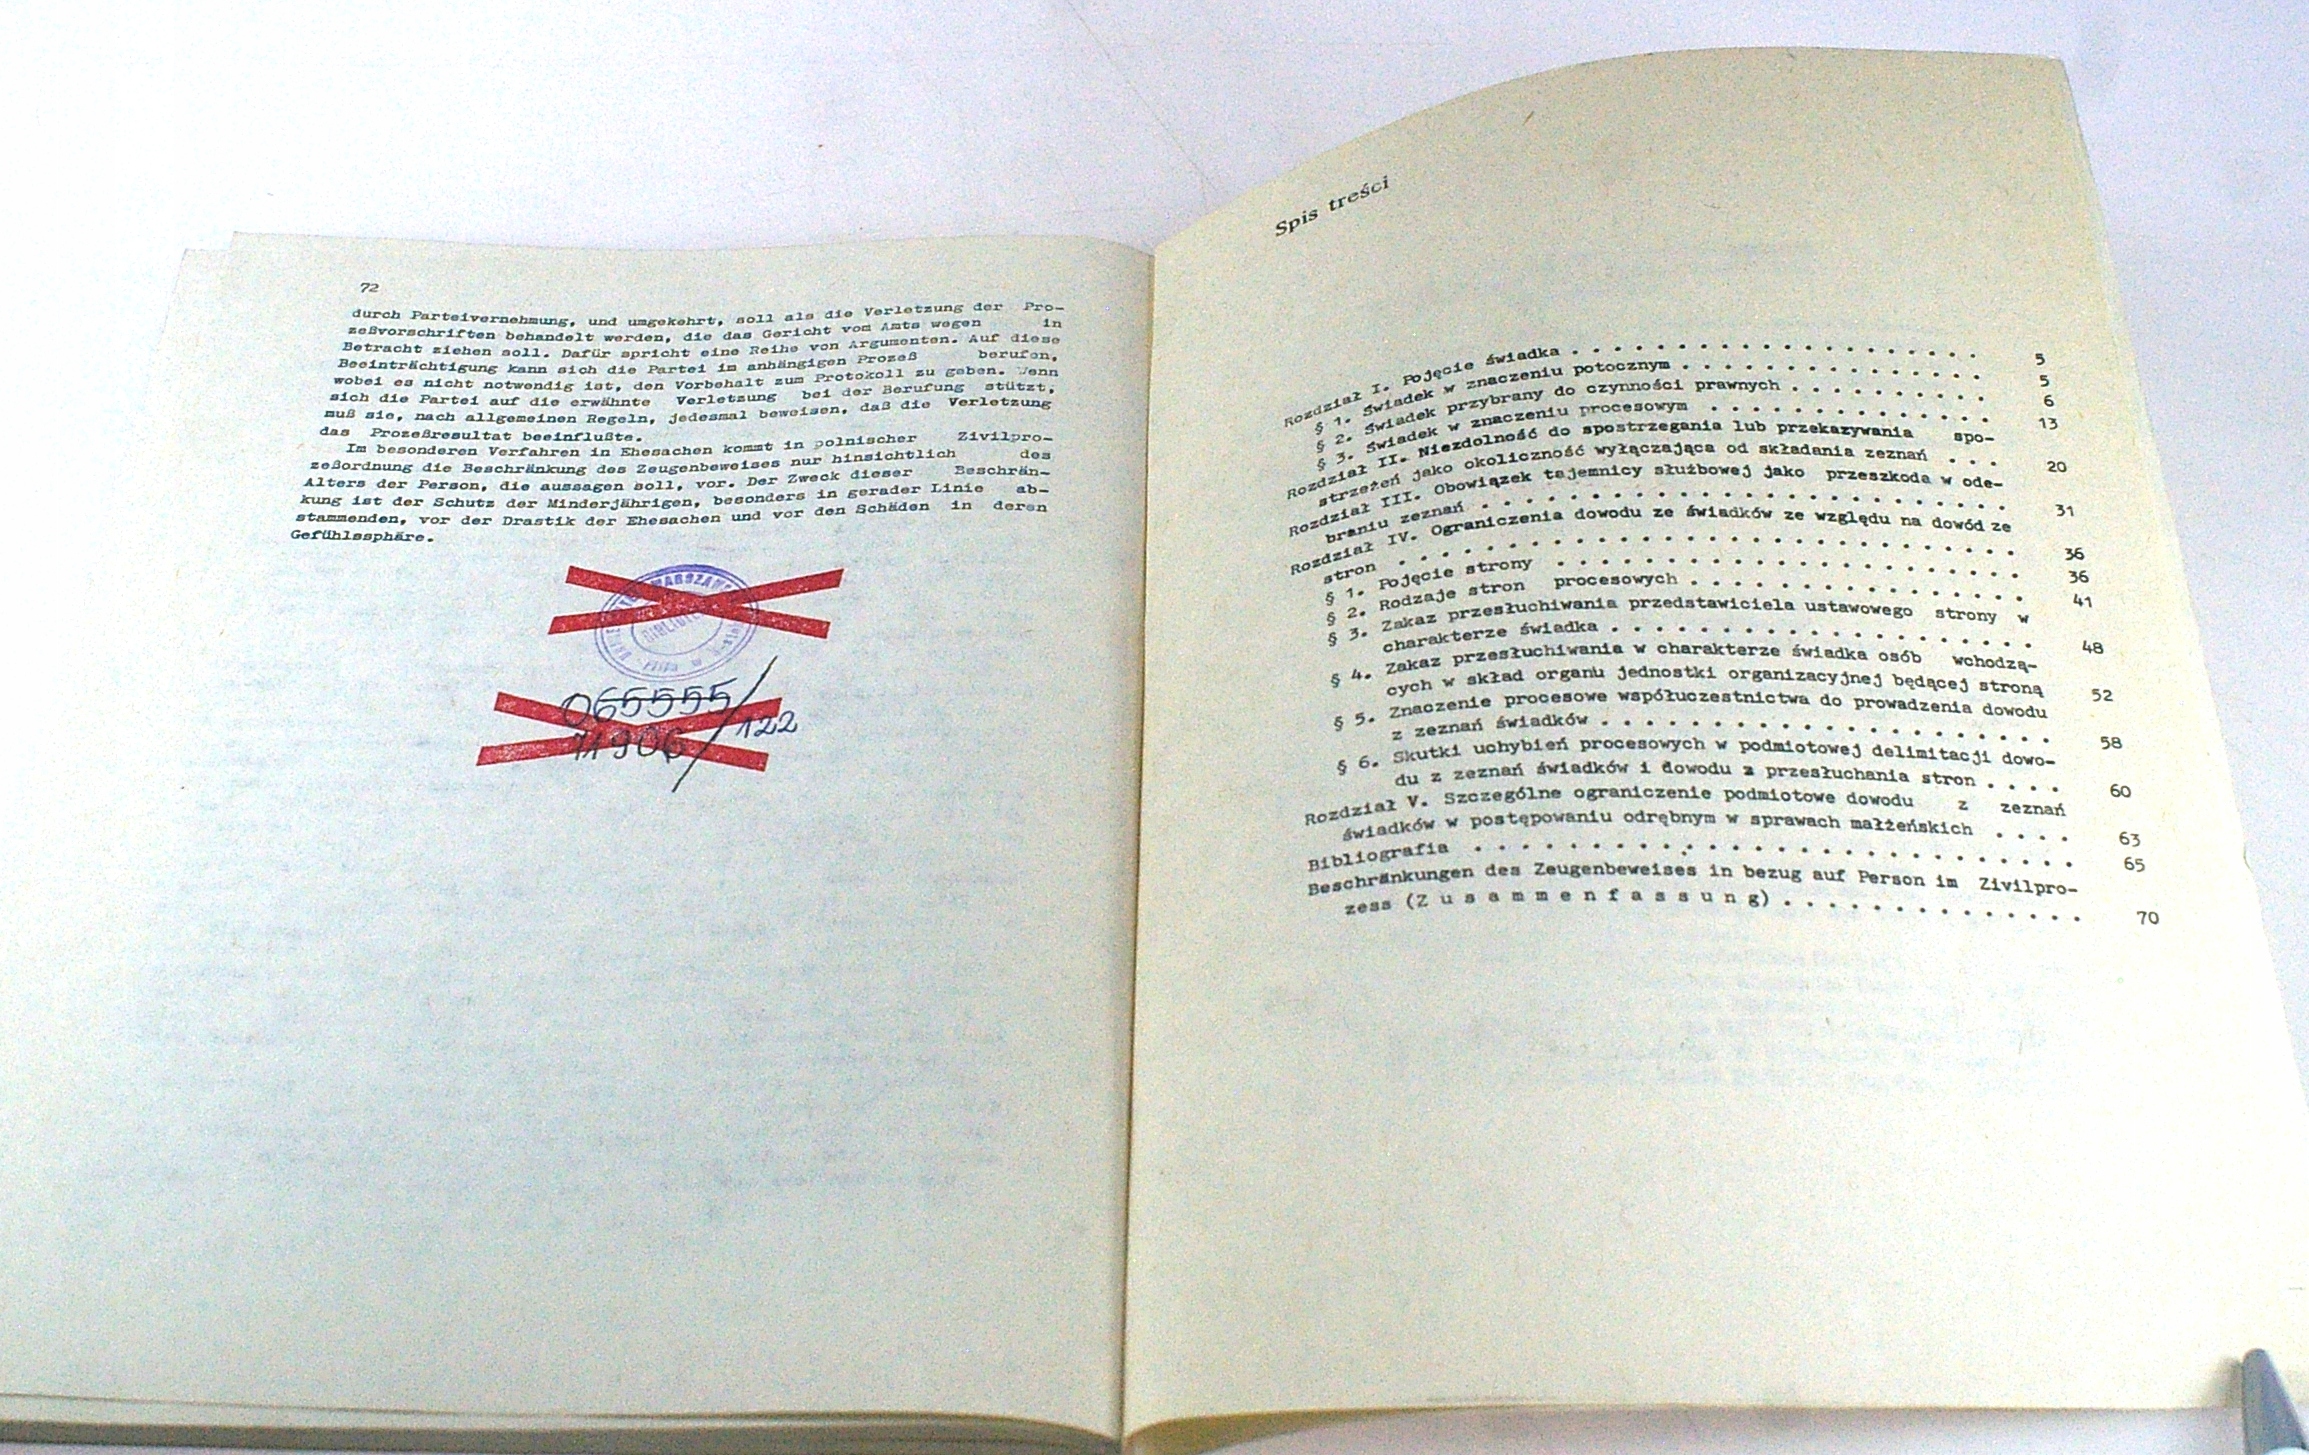 72
durch Parteivernehmung, und umgekehrt, soll als die Verletzung der Pro-
zeßvorschriften behandelt werden, die das Gericht vom Amts wegen in
Betracht ziehen soll. Dafür spricht eine Reihe von Argumenten. Auf diese
Beeinträchtigung kann sich die Partei im anhängigen Prozeß berufen,
wobei es nicht notwendig ist, den Vorbehalt zum Protokoll zu geben. Wenn
sich die Partei auf die erwähnte Verletzung bei der Berufung stützt,
muß sie, nach allgemeinen Regeln, jedesmal beweisen, daß die Verletzung
das Prozeßresultat beeinflußte.
Im besonderen Verfahren in Ehesachen kommt in polnischer Zivilpro-
zeßordnung die Beschränkung des Zeugenbeweises nur hinsichtlich des
Alters der Person, die aussagen soll, vor. Der Zweck dieser Beschrän-
kung ist der Schutz der Minderjährigen, besonders in gerader Linie ab-
stammenden, vor der Drastik der Ehesachen und vor den Schäden in deren
Gefühlssphäre.
065555/122
71906
Spis treści
Rozdział I. Pojęcie świadka . . . . . . . . . . . . . . . . . . . . 5
§ 1. Świadek w znaczeniu potocznym . . . . . . . . . . . . . . . 5
§ 2. Świadek przybrany do czynności prawnych . . . . . . . . . . 6
§ 3. Świadek w znaczeniu procesowym . . . . . . . . . . . . . . 13
Rozdział II. Niezdolność do spostrzegania lub przekazywania spo-
strzeżeń jako okoliczność wyłączająca od składania zeznań . . . 20
Rozdział III. Obowiązek tajemnicy służbowej jako przeszkoda w ode-
braniu zeznań . . . . . . . . . . . . . . . . . . . . . . . . . 31
Rozdział IV. Ograniczenia dowodu ze świadków ze względu na dowód ze
stron . . . . . . . . . . . . . . . . . . . . . . . . . . . . . 36
§ 1. Pojęcie strony . . . . . . . . . . . . . . . . . . . . . . 36
§ 2. Rodzaje stron procesowych . . . . . . . . . . . . . . . . . 41
§ 3. Zakaz przesłuchiwania przedstawiciela ustawowego strony w
charakterze świadka . . . . . . . . . . . . . . . . . . . . 48
§ 4. Zakaz przesłuchiwania w charakterze świadka osób wchodzą-
cych w skład organu jednostki organizacyjnej będącej stroną 52
§ 5. Znaczenie procesowe współuczestnictwa do prowadzenia dowodu
z zeznań świadków . . . . . . . . . . . . . . . . . . . . . 58
§ 6. Skutki uchybień procesowych w podmiotowej delimitacji dowo-
du z zeznań świadków i dowodu z przesłuchania stron . . . . 60
Rozdział V. Szczególne ograniczenie podmiotowe dowodu z zeznań
świadków w postępowaniu odrębnym w sprawach małżeńskich . . . . 63
Bibliografia . . . . . . . . . . . . . . . . . . . . . . . . . . 65
Beschränkungen des Zeugenbeweises in bezug auf Person im Zivilpro-
zess (Z u s a m m e n f a s s u n g) . . . . . . . . . . . . . . 70